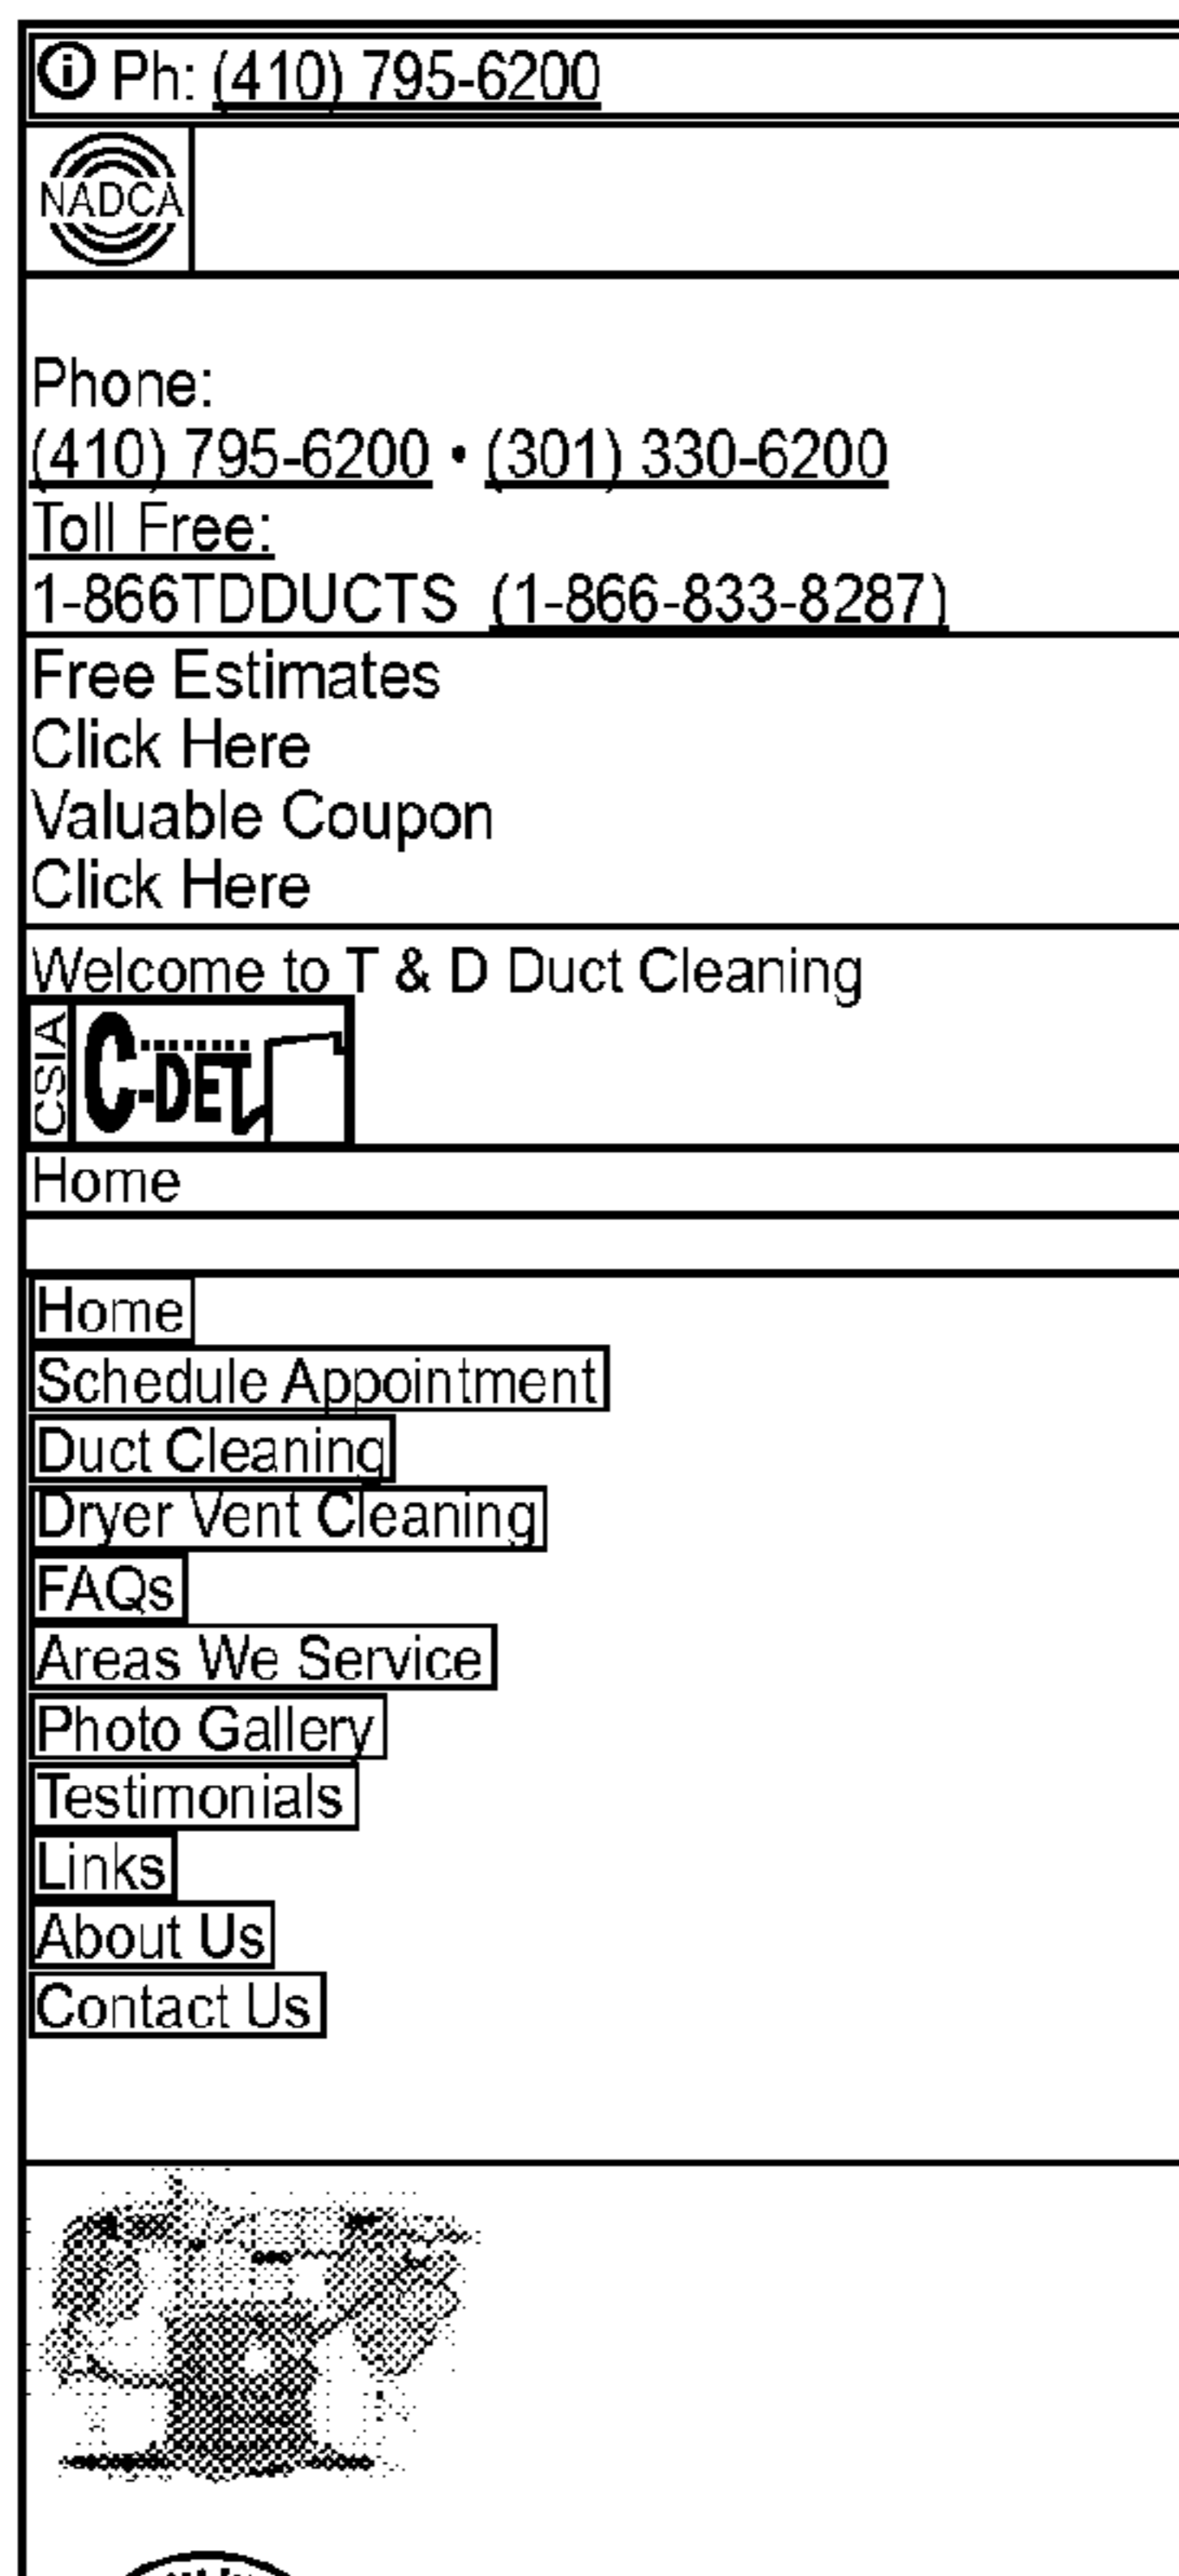 Ph: (410) 795-6200
NADCA
Phone:
(410) 795-6200 • (301) 330-6200
Toll Free:
1-866TDDUCTS (1-866-833-8287)
Free Estimates
Click Here
Valuable Coupon
Click Here
Welcome to T & D Duct Cleaning
CSIA
C-DET
Home
Home
Schedule Appointment
Duct Cleaning
Dryer Vent Cleaning
FAQs
Areas We Service
Photo Gallery
Testimonials
Links
About Us
Contact Us